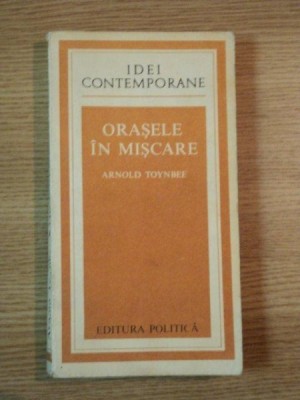 IDEI
CONTEMPORANE
ORAȘELE
ÎN MIȘCARE
ARNOLD TOYNBEE
EDITURA POLITICĂ